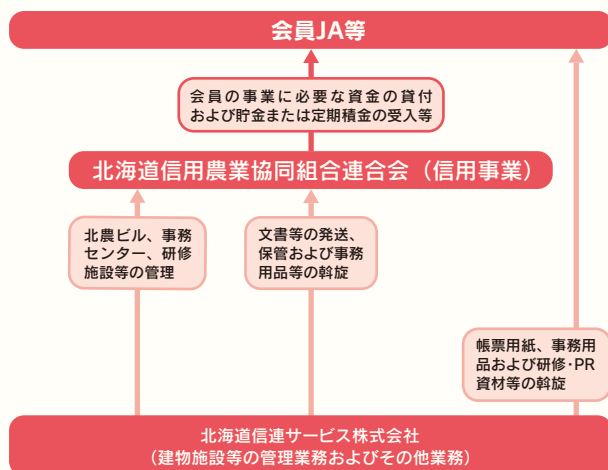 会員JA等
会員の事業に必要な資金の貸付
および貯金または定期積金の受入等
北海道信用農業協同組合連合会（信用事業）
北農ビル、事務
センター、研修
施設等の管理
文書等の発送、
保管および事務
用品等の斡旋
帳票用紙、事務用
品および研修・PR
資材等の斡旋
北海道信連サービス株式会社
（建物施設等の管理業務およびその他業務）